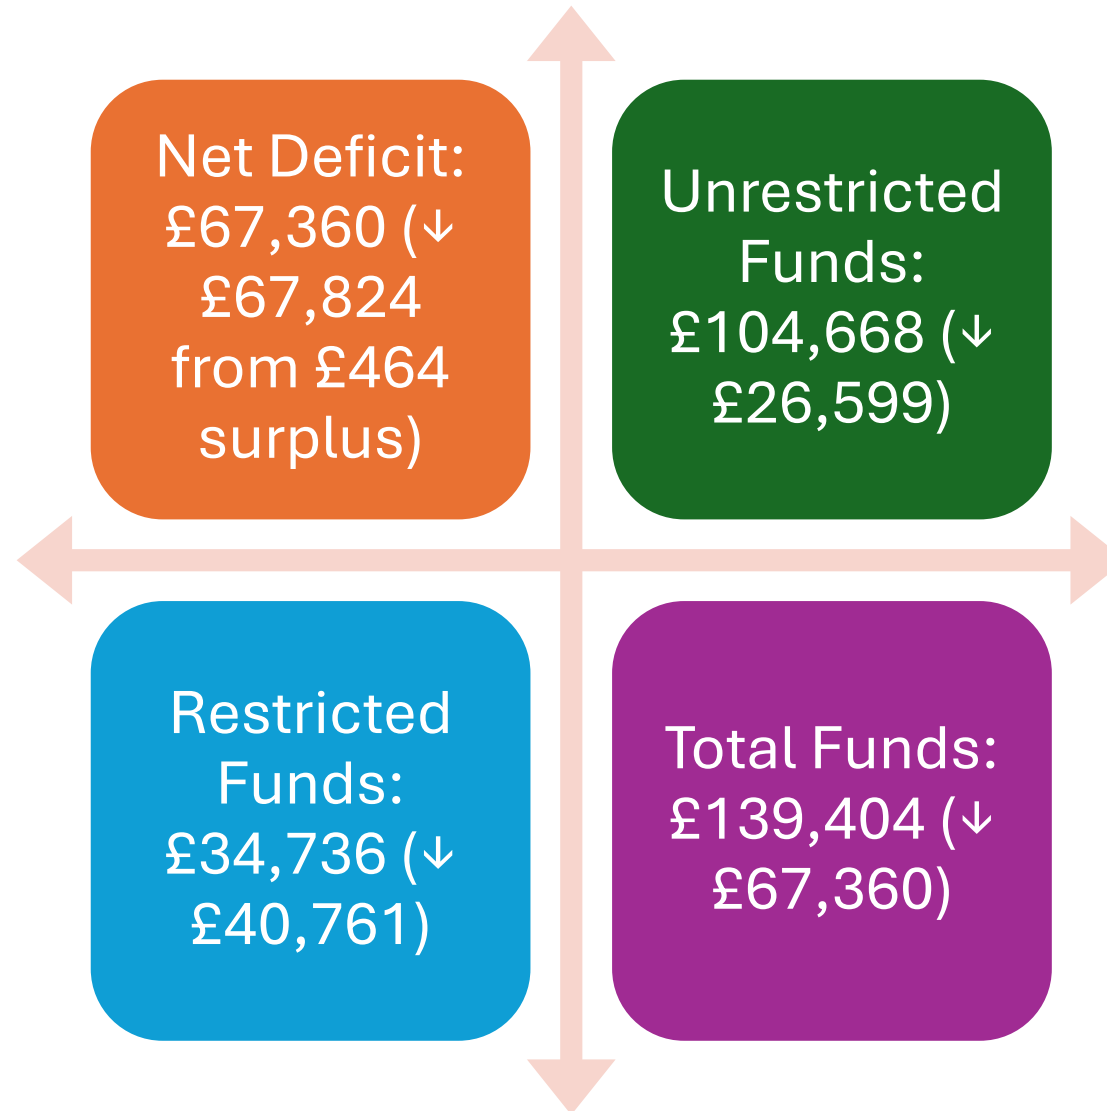 Net Deficit:
£67,360 (↓
£67,824
from £464
surplus)
Unrestricted
Funds:
£104,668 (↓
£26,599)
Restricted
Funds:
£34,736 (↓
£40,761)
Total Funds:
£139,404 (↓
£67,360)